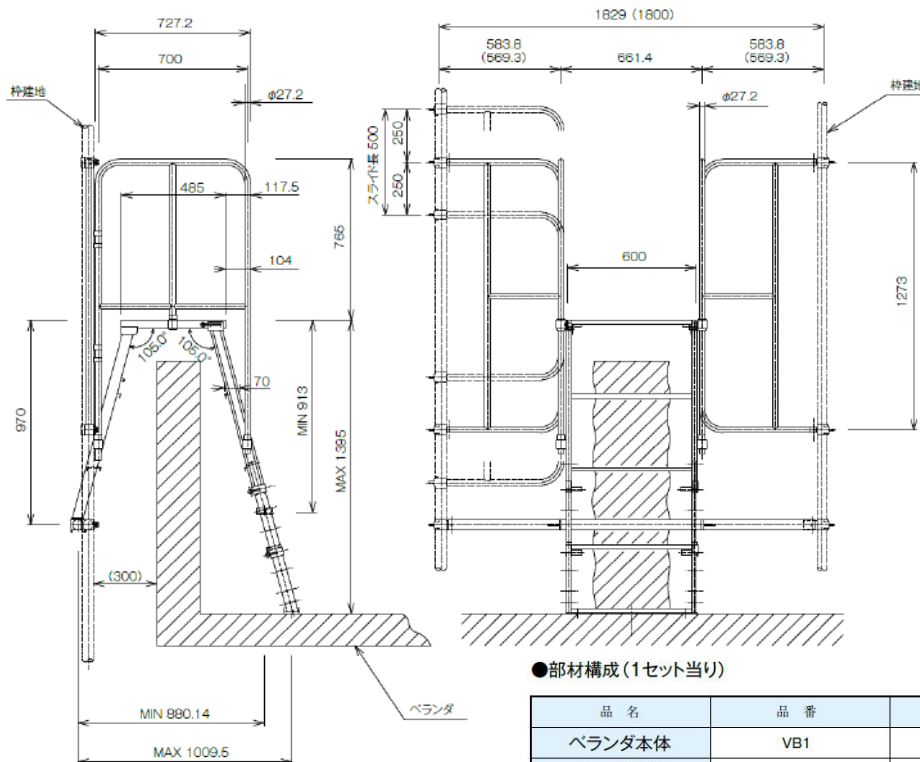 727.2
700
枠建地
φ27.2
485
117.5
104
765
105.0°
105.0°
70
970
MIN 913
MAX 1395
(300)
MIN 880.14
MAX 1009.5
ベランダ
1829 (1800)
583.8
(569.3)
661.4
583.8
(569.3)
φ27.2
枠建地
スライド長 500
250
250
600
1273
●部材構成(1セット当り)
品 名 品 番
ベランダ本体 VB1